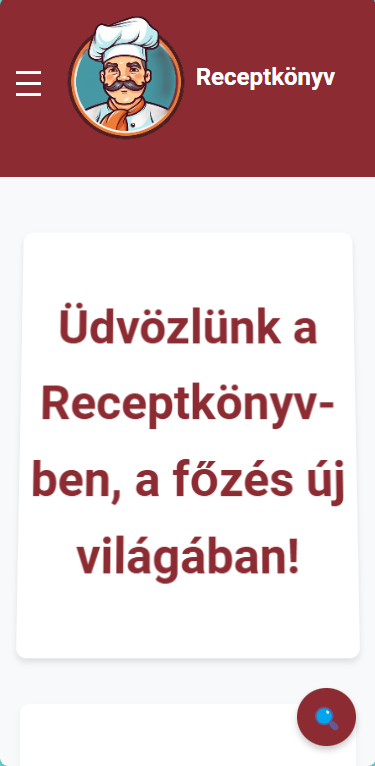 Receptkönyv
Üdvözlünk a
Receptkönyv-
ben, a főzés új
világában!